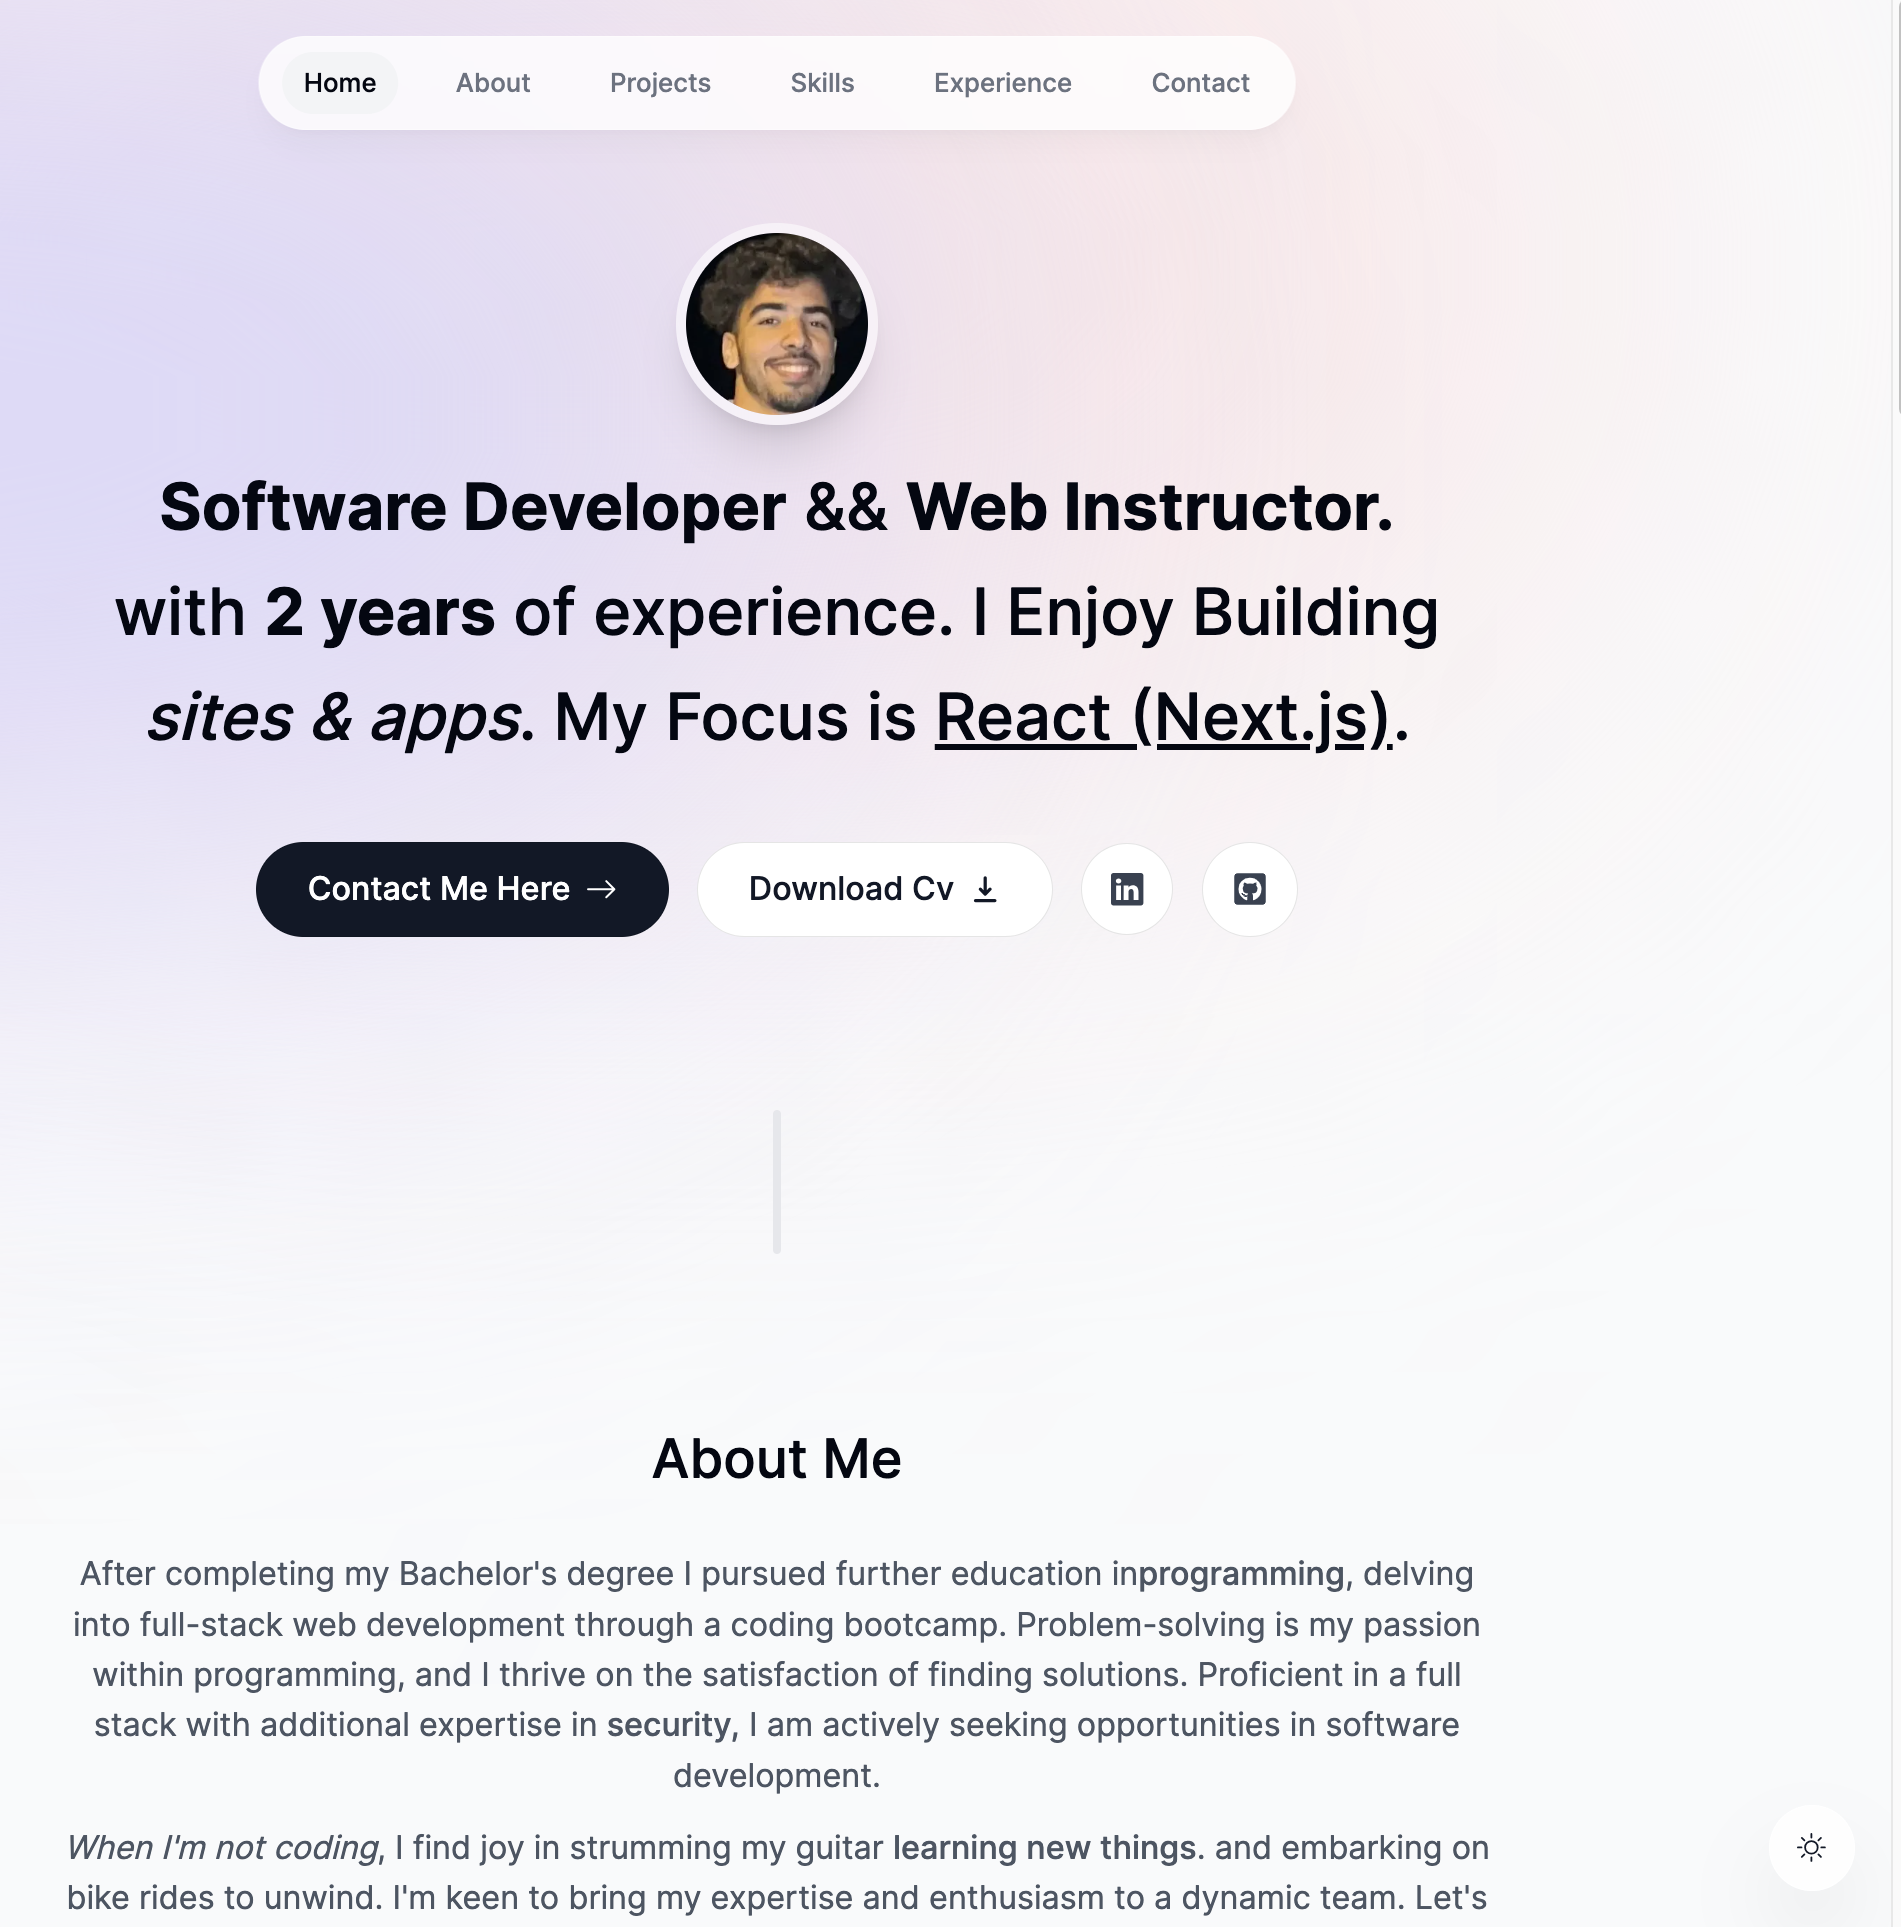 Home About Projects Skills Experience Contact
Software Developer && Web Instructor.
with 2 years of experience. I Enjoy Building
sites & apps. My Focus is React (Next.js).
Contact Me Here
Download Cv
in
About Me
After completing my Bachelor's degree I pursued further education inprogramming, delving
into full-stack web development through a coding bootcamp. Problem-solving is my passion
within programming, and I thrive on the satisfaction of finding solutions. Proficient in a full
stack with additional expertise in security, I am actively seeking opportunities in software
development.
When I'm not coding, I find joy in strumming my guitar learning new things. and embarking on
bike rides to unwind. I'm keen to bring my expertise and enthusiasm to a dynamic team. Let's